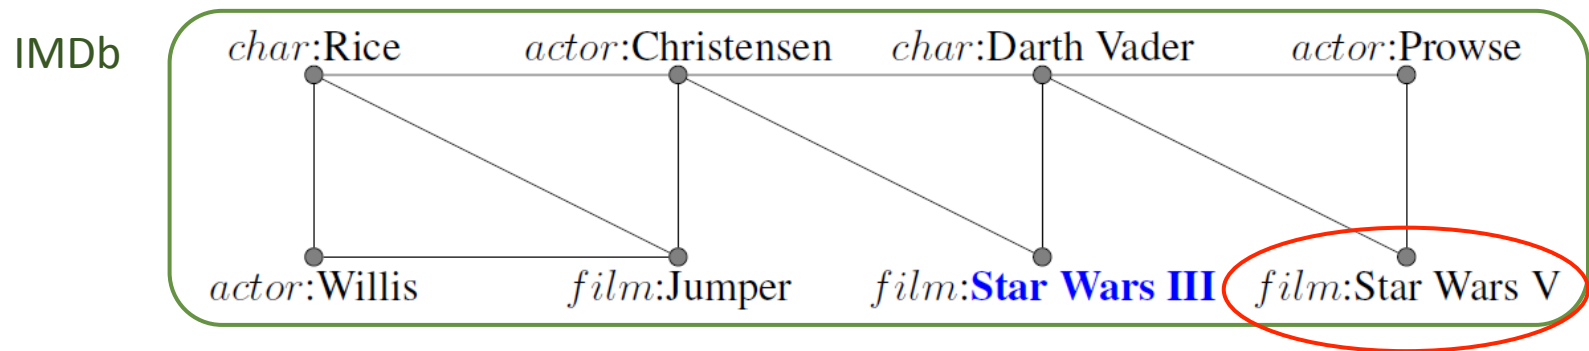 IMDb
char:Rice actor:Christensen char:Darth Vader actor:Prowse
actor:Willis film:Jumper film:Star Wars III film:Star Wars V